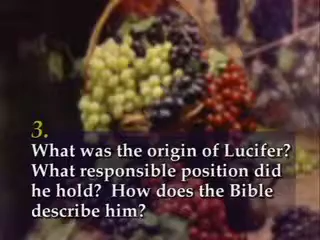 3.
What was the origin of Lucifer?
What responsible position did
he hold?  How does the Bible
describe him?